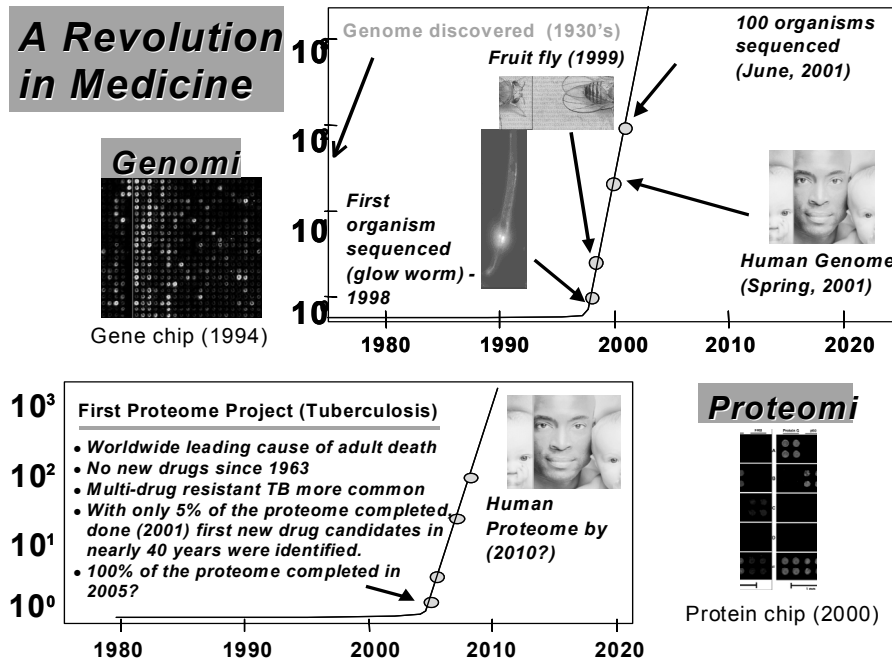 A Revolution
in Medicine
Genomi
Gene chip (1994)
Genome discovered (1930's)
Fruit fly (1999)
100 organisms
sequenced
(June, 2001)
First
organism
sequenced
(glow worm) -
1998
Human Genome
(Spring, 2001)
10
10
10
10
1980 1990 2000 2010 2020
10³
10²
10¹
10⁰
First Proteome Project (Tuberculosis)
• Worldwide leading cause of adult death
• No new drugs since 1963
• Multi-drug resistant TB more common
• With only 5% of the proteome completed
done (2001) first new drug candidates in
nearly 40 years were identified.
• 100% of the proteome completed in
2005?
Human
Proteome by
(2010?)
1980 1990 2000 2010 2020
Proteomi
Protein chip (2000)